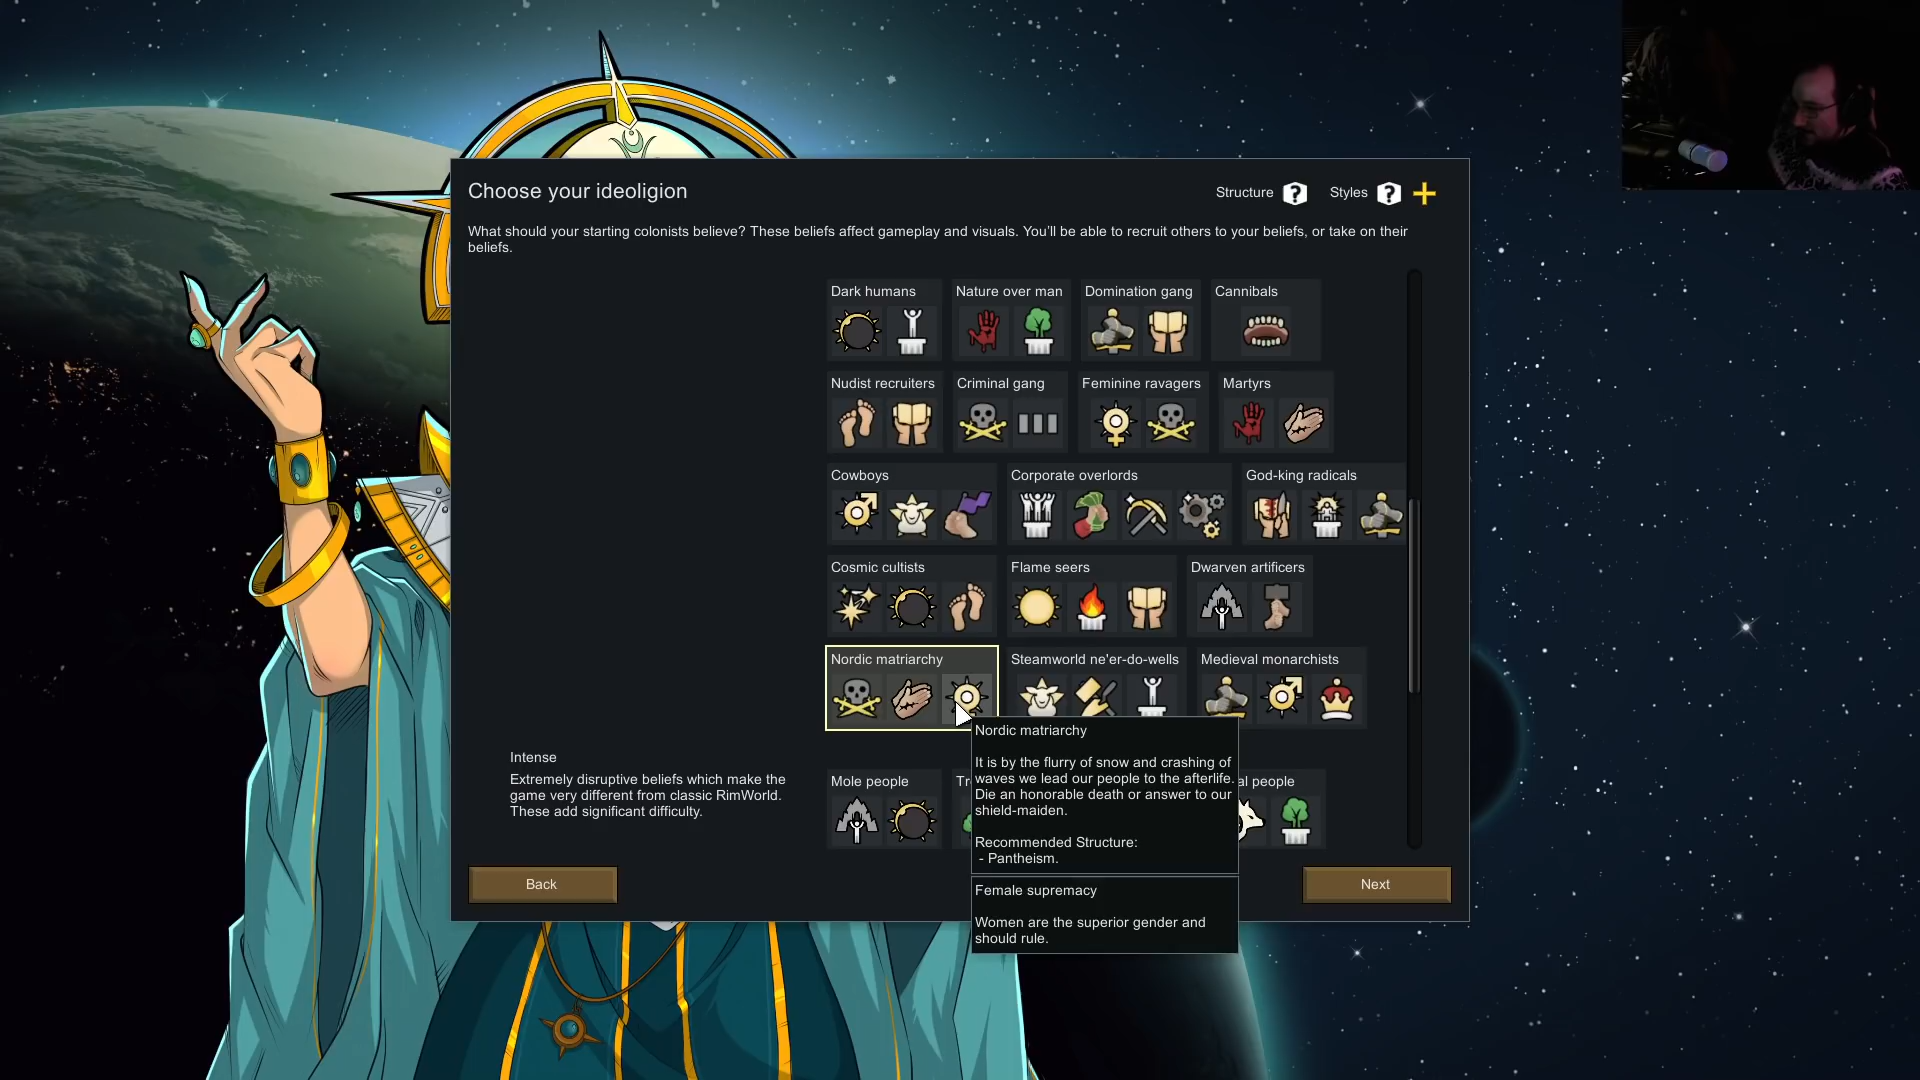 Choose your ideoligion
Structure ?
Styles ?
What should your starting colonists believe? These beliefs affect gameplay and visuals. You'll be able to recruit others to your beliefs, or take on their
beliefs.
Dark humans
Nature over man
Domination gang
Cannibals
Nudist recruiters
Criminal gang
Feminine ravagers
Martyrs
Cowboys
Corporate overlords
God-king radicals
Cosmic cultists
Flame seers
Dwarven artificers
Nordic matriarchy
Steamworld ne'er-do-wells
Medieval monarchists
Intense
Extremely disruptive beliefs which make the
game very different from classic RimWorld.
These add significant difficulty.
Mole people
Tr
al people
Nordic matriarchy
It is by the flurry of snow and crashing of
waves we lead our people to the afterlife.
Die an honorable death or answer to our
shield-maiden.
Recommended Structure:
- Pantheism.
Female supremacy
Women are the superior gender and
should rule.
Back
Next